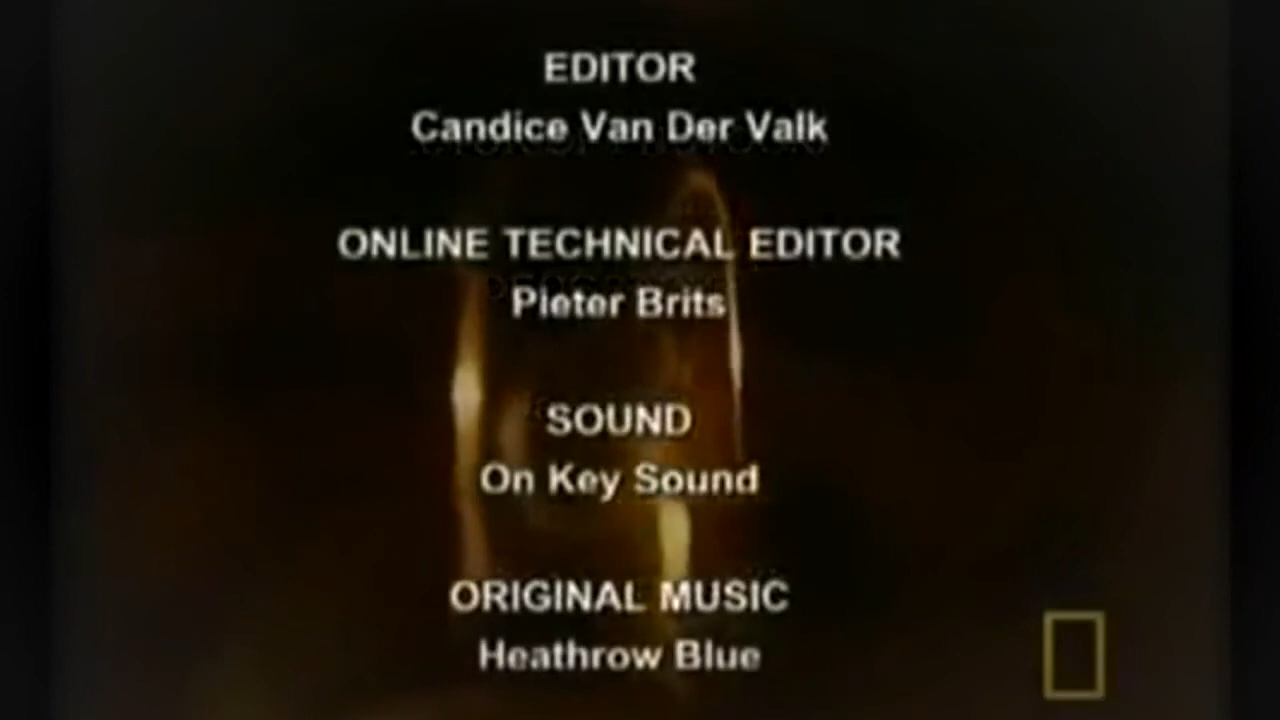 EDITOR
Candice Van Der Valk
ONLINE TECHNICAL EDITOR
Pieter Brits
SOUND
On Key Sound
ORIGINAL MUSIC
Heathrow Blue